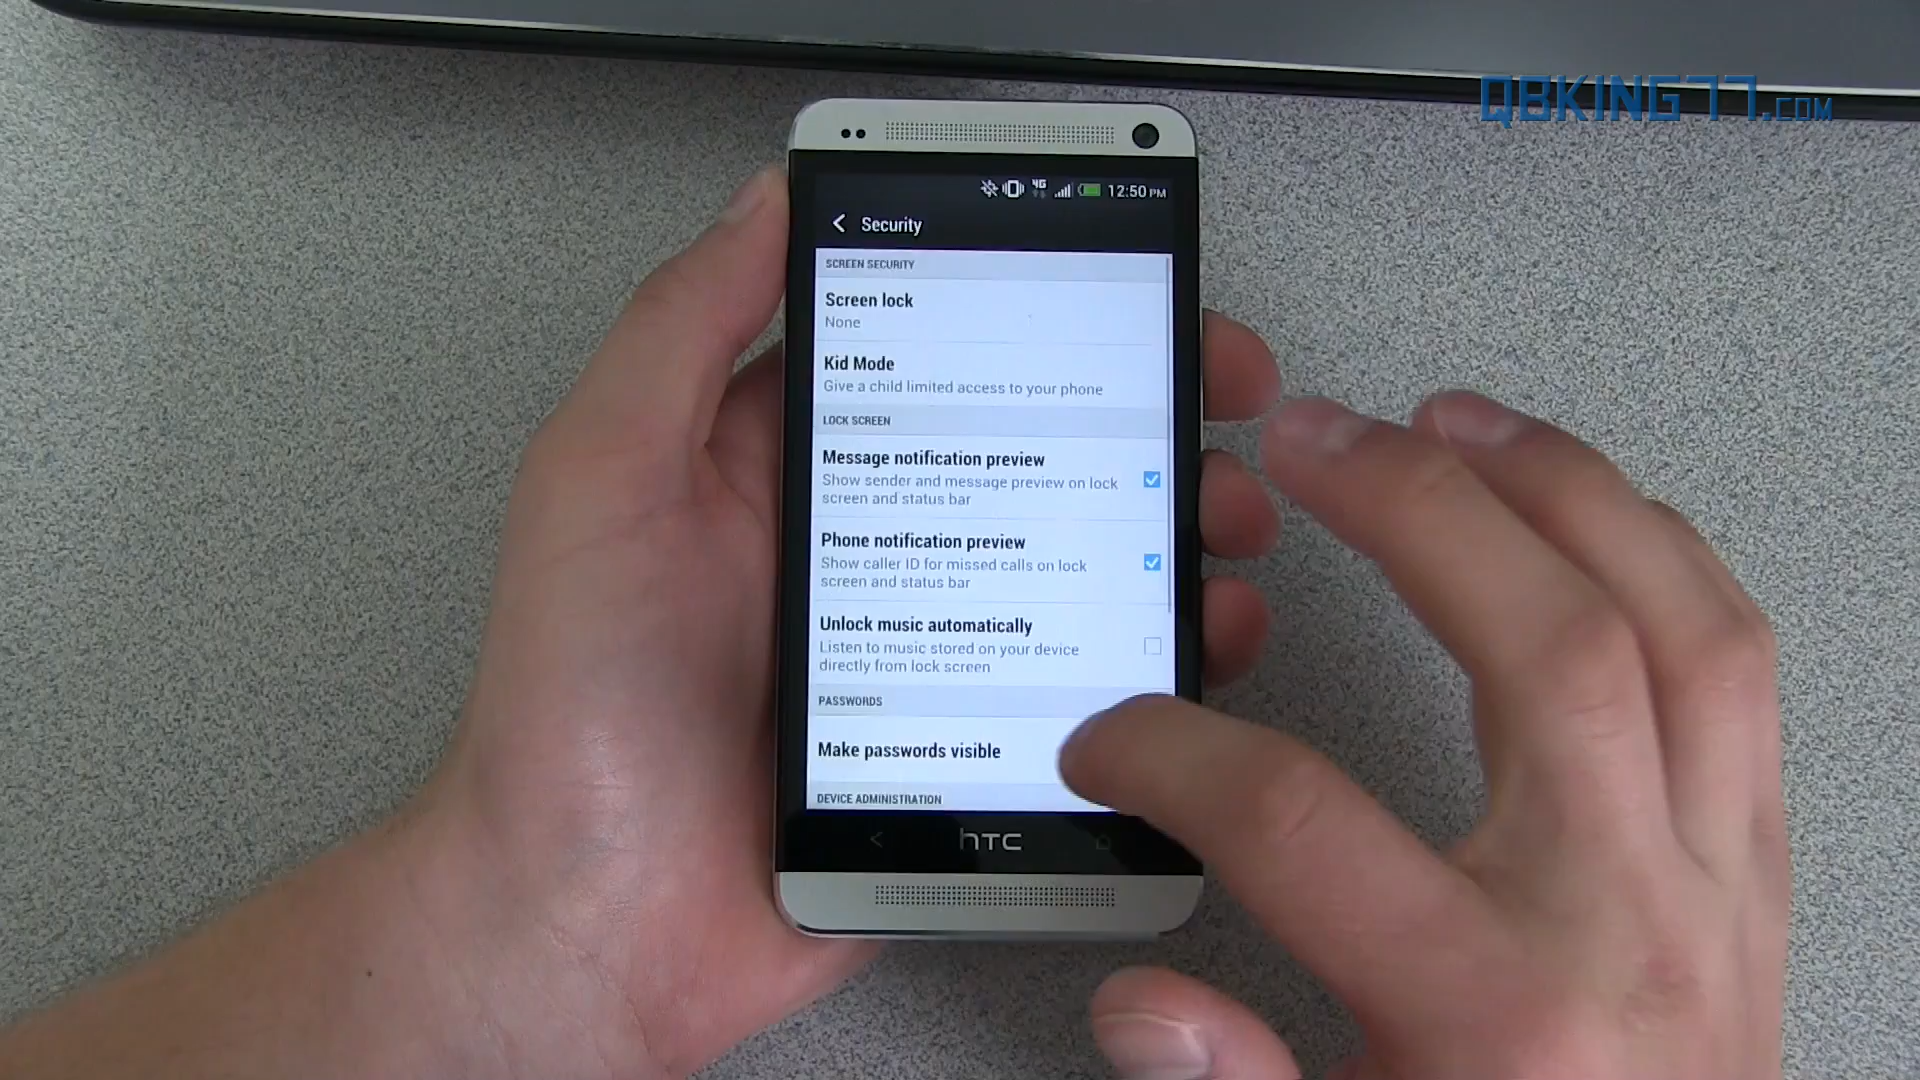 QBKING77.COM
4G
12:50 PM
Security
SCREEN SECURITY
Screen lock
None
Kid Mode
Give a child limited access to your phone
LOCK SCREEN
Message notification preview
Show sender and message preview on lock
screen and status bar
Phone notification preview
Show caller ID for missed calls on lock
screen and status bar
Unlock music automatically
Listen to music stored on your device
directly from lock screen
PASSWORDS
Make passwords visible
DEVICE ADMINISTRATION
hTC